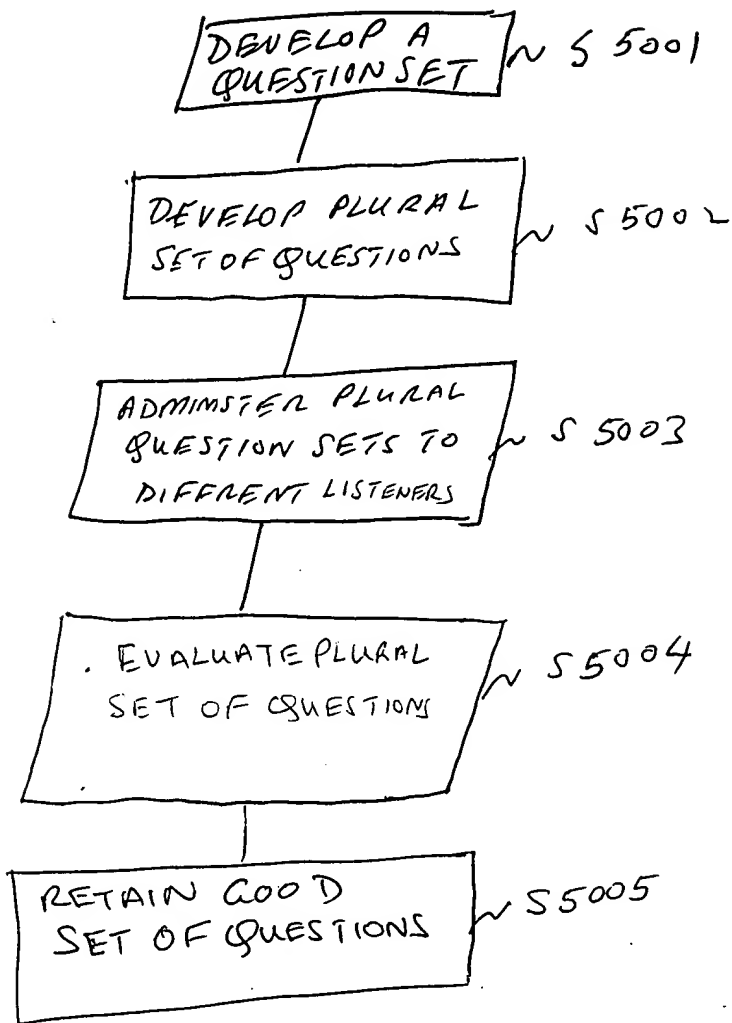 DEVELOP A
QUESTION SET
S 5001
DEVELOP PLURAL
SET OF QUESTIONS
S 5002
ADMIMSTER PLURAL
QUESTION SETS TO
DIFFRENT LISTENERS
S 5003
EVALUATE PLURAL
SET OF QUESTIONS
S 5004
RETAIN GOOD
SET OF QUESTIONS
S 5005